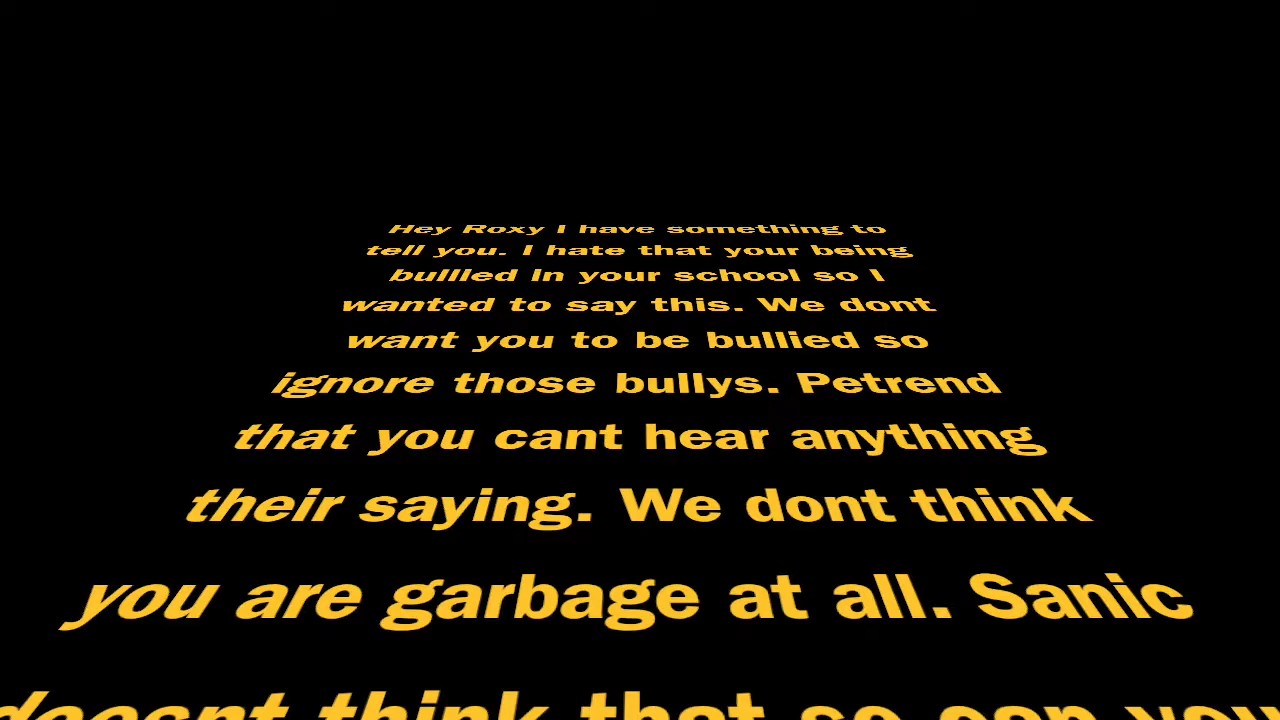 Hey Roxy I have something to
tell you. I hate that your being
bullled In your school so I
wanted to say this. We dont
want you to be bullied so
ignore those bullys. Petrend
that you cant hear anything
their saying. We dont think
you are garbage at all. Sanic
doesnt think that so can you